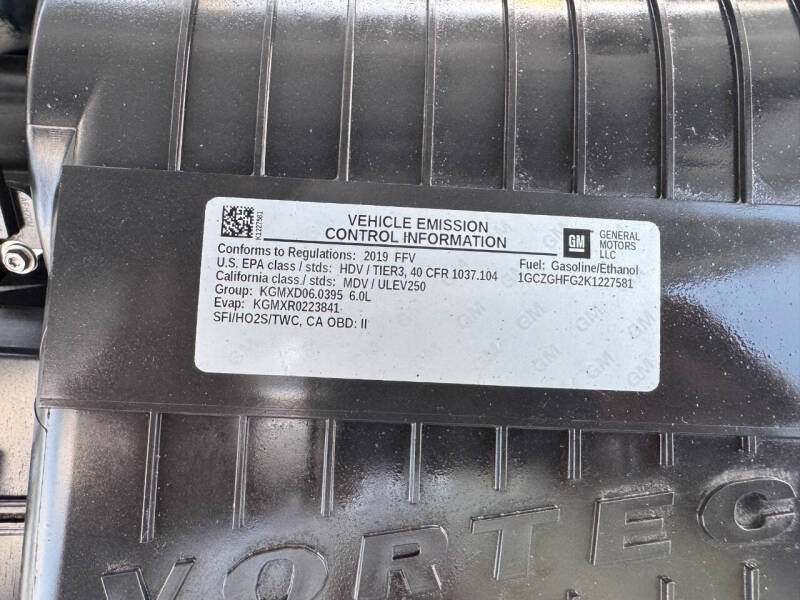 VEHICLE EMISSION
CONTROL INFORMATION
GM
GENERAL
MOTORS
LLC
K1227581
Conforms to Regulations: 2019 FFV
Fuel: Gasoline/Ethanol
U.S. EPA class / stds: HDV / TIER3, 40 CFR 1037.104
1GCZGHFG2K1227581
California class./ stds: MDV / ULEV250
Group: KGMXD06.0395 6.0L
Evap: KGMXR0223841
SFI/HO2S/TWC, CA OBD: II
VORTEC